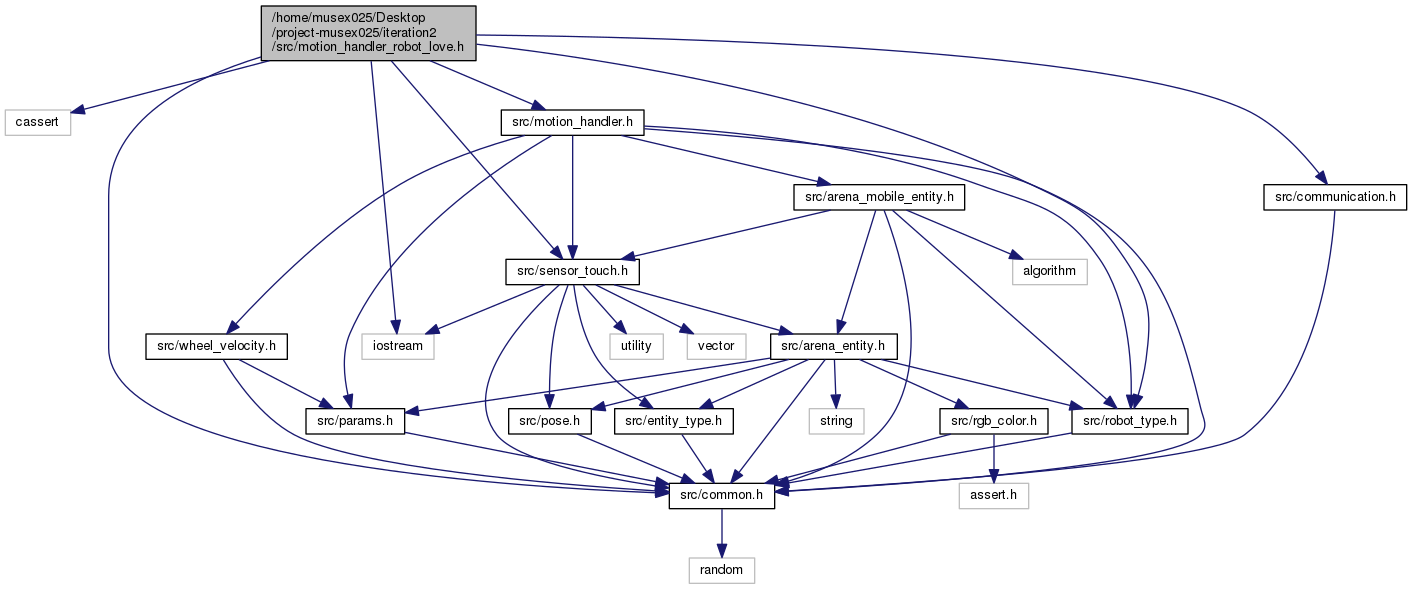 /home/musex025/Desktop
/project-musex025/iteration2
/src/motion_handler_robot_love.h
cassert
src/motion_handler.h
src/arena_mobile_entity.h
src/communication.h
src/sensor_touch.h
algorithm
src/wheel_velocity.h
iostream
utility
vector
src/arena_entity.h
src/params.h
src/pose.h
src/entity_type.h
string
src/rgb_color.h
src/robot_type.h
src/common.h
assert.h
random